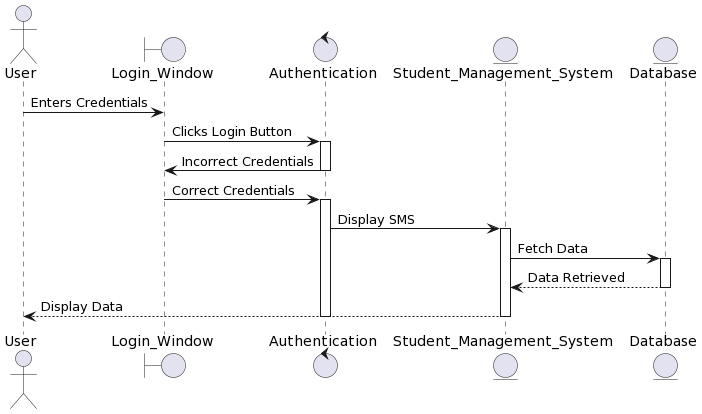 User
Login_Window
Authentication
Student_Management_System
Database
Enters Credentials
Clicks Login Button
Incorrect Credentials
Correct Credentials
Display SMS
Fetch Data
Data Retrieved
Display Data
User
Login_Window
Authentication
Student_Management_System
Database